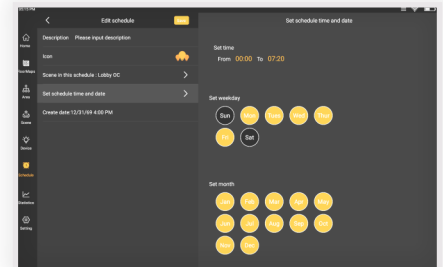 05:15 PM
Edit schedule
Set schedule time and date
Home
Description Please input description
Icon
Scene in this schedule : Lobby DC
Set schedule time and date
Create date:12/31/69 4:00 PM
Area
Scene
Device
Schedule
Statistics
Setting
Set time
From 00:00 To 07:20
Set weekday
Sun Mon Tues Wed Thur
Fri Sat
Set month
Jan Feb Mar Apr May
Jun Jul Aug Sep Oct
Nov Dec